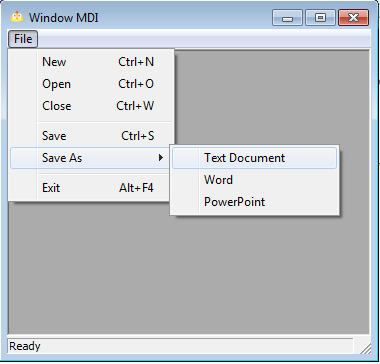 Window MDI
File
New Ctrl+N
Open Ctrl+O
Close Ctrl+W
Save Ctrl+S
Save As
Text Document
Word
PowerPoint
Exit Alt+F4
Ready